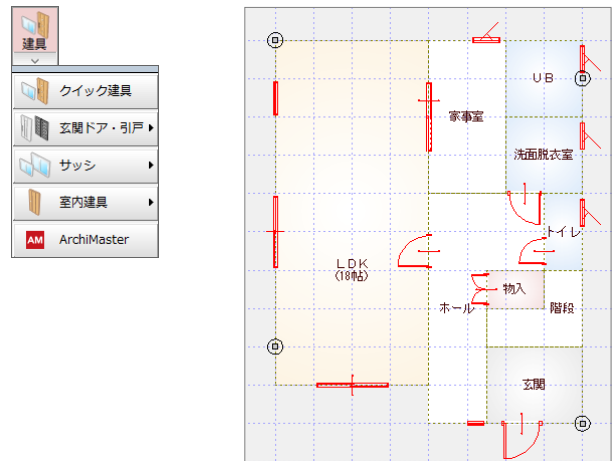 建具
クイック建具
玄関ドア・引戸
サッシ
室内建具
AM ArchiMaster
UB
家事室
洗面脱衣室
トイレ
LDK
(18帖)
物入
ホール
階段
玄関